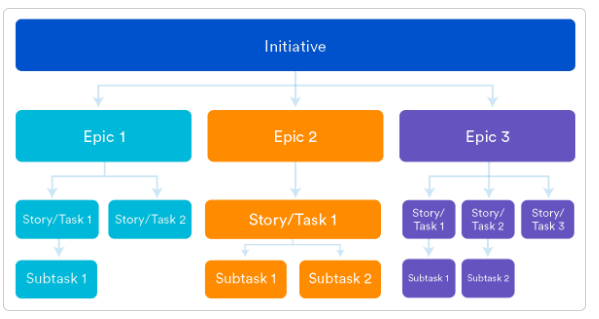 Initiative
Epic 1
Epic 2
Epic 3
Story/Task 1
Story/Task 2
Story/Task 1
Story/
Task 1
Story/
Task 2
Story/
Task 3
Subtask 1
Subtask 1
Subtask 2
Subtask 1
Subtask 2